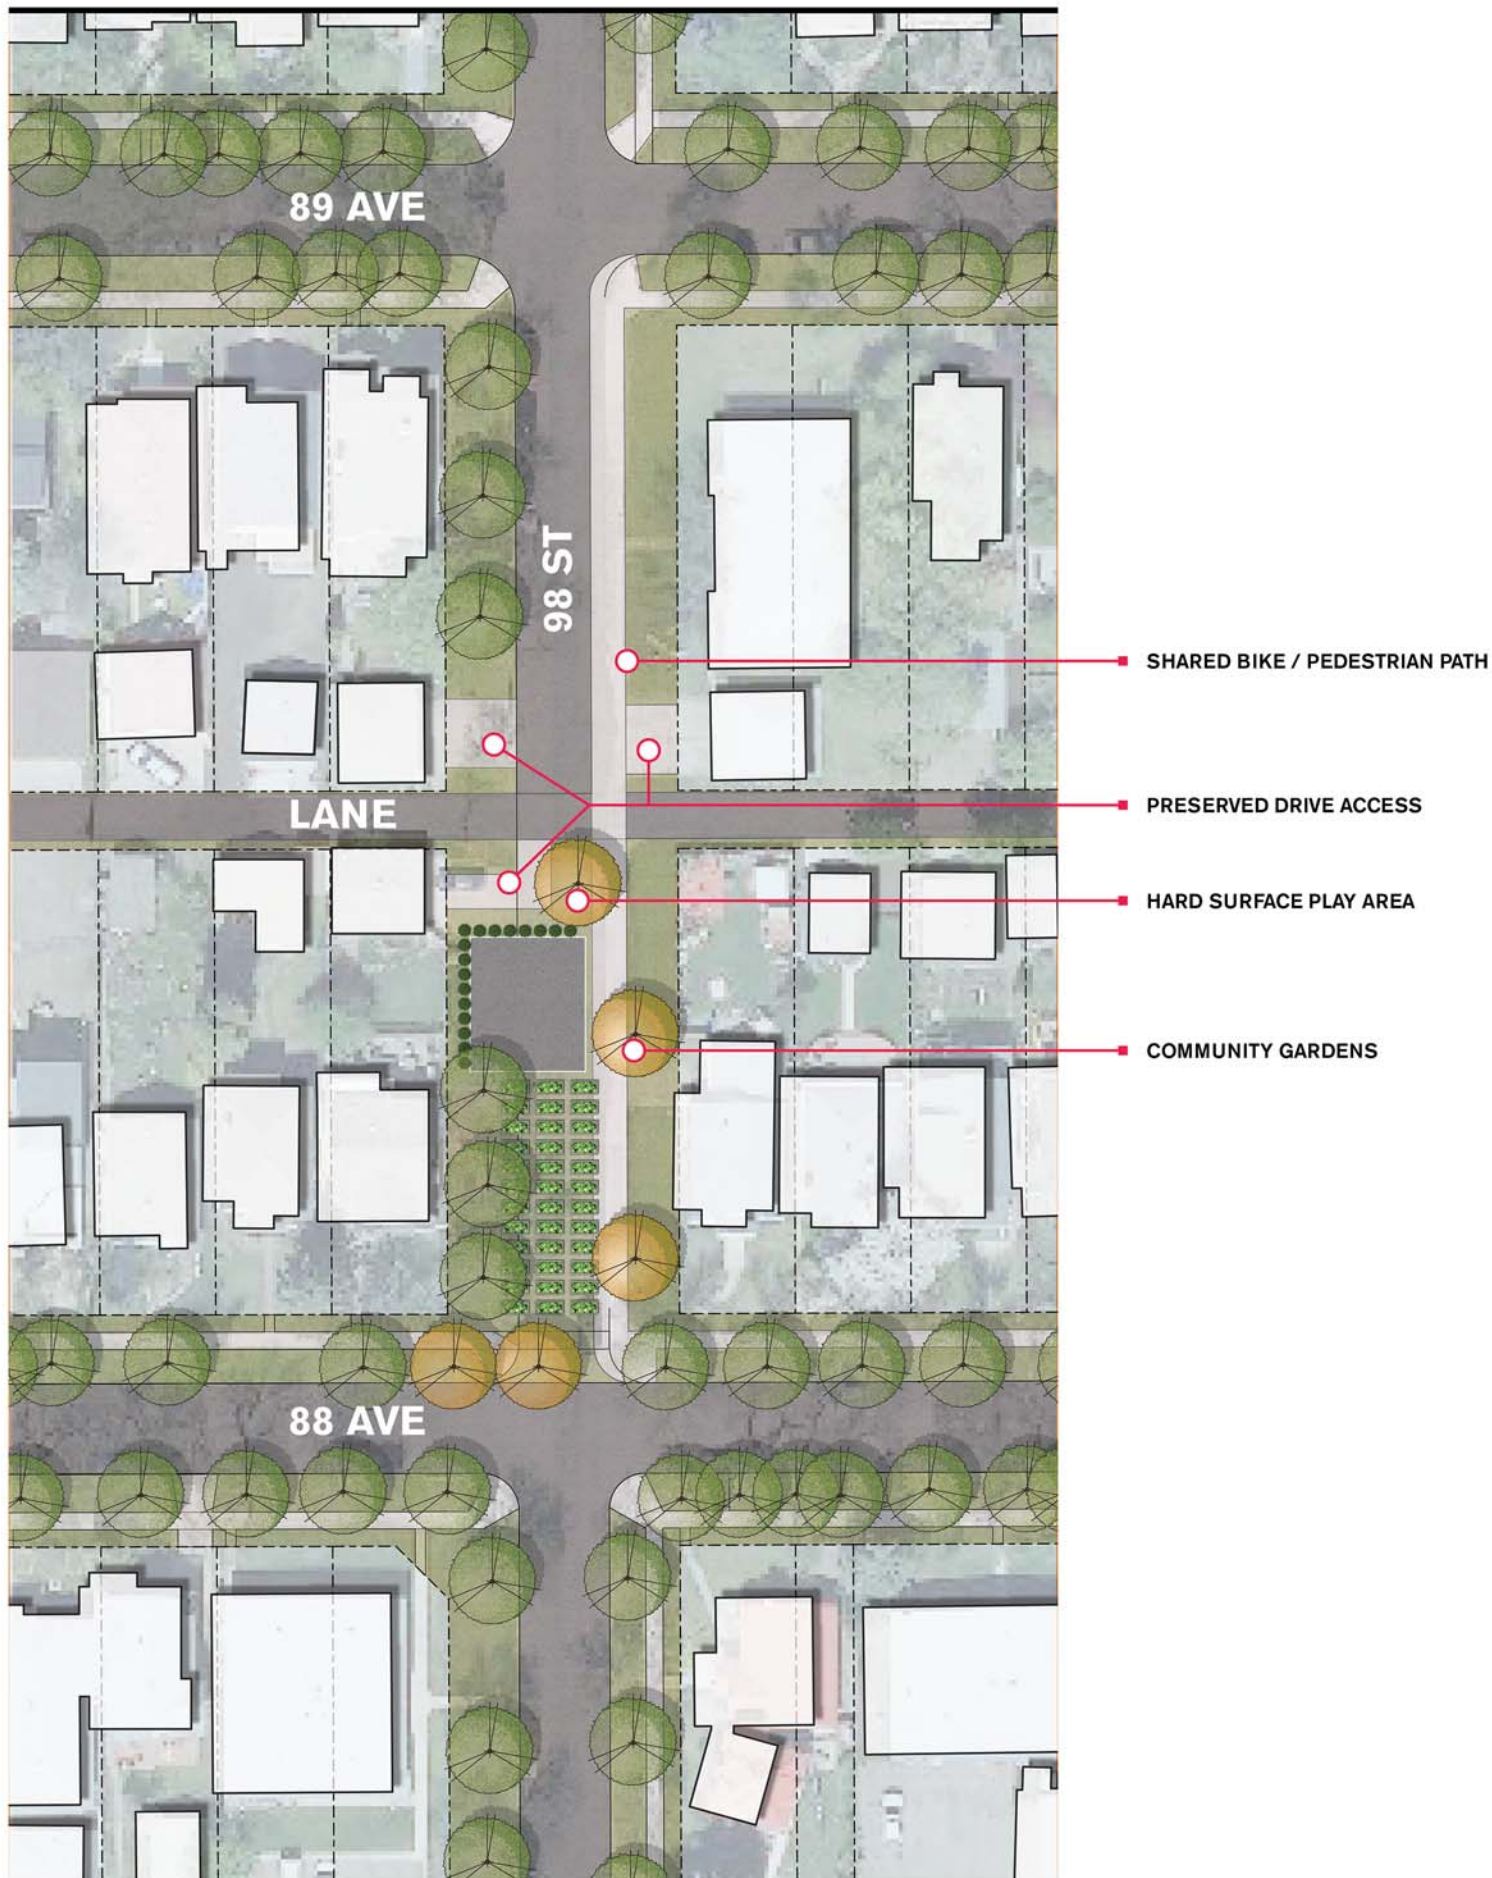 89 AVE
98 ST
SHARED BIKE / PEDESTRIAN PATH
PRESERVED DRIVE ACCESS
LANE
HARD SURFACE PLAY AREA
COMMUNITY GARDENS
88 AVE